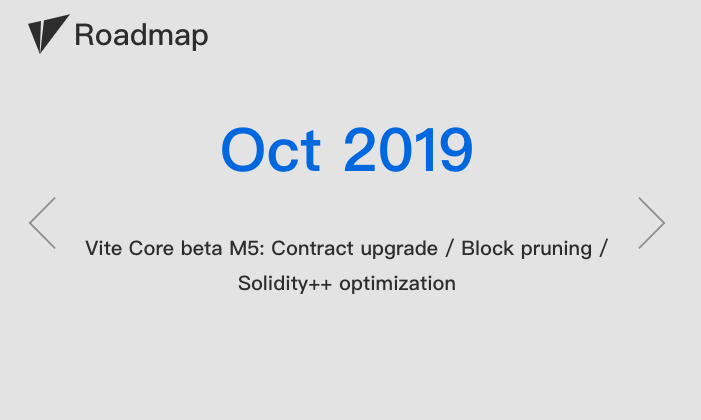 Roadmap
Oct 2019
Vite Core beta M5: Contract upgrade / Block pruning /
Solidity++ optimization